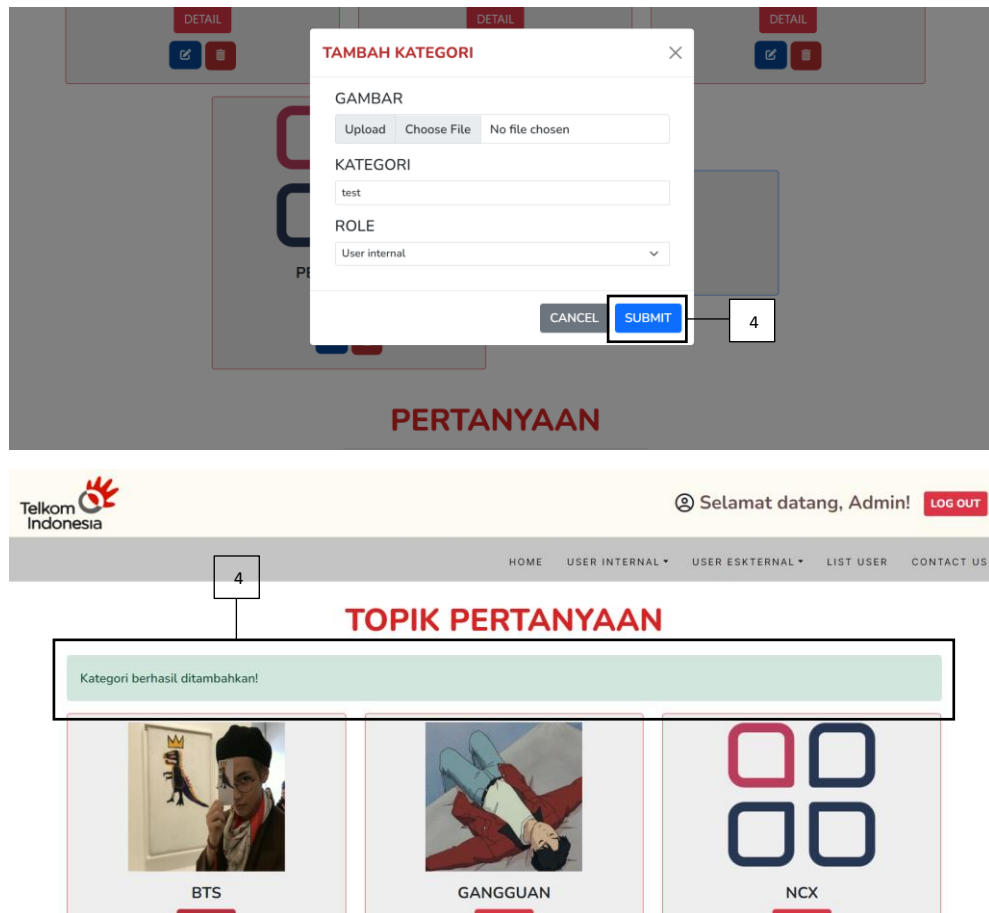 DETAIL DETAIL DETAIL
TAMBAH KATEGORI
GAMBAR
Upload Choose File No file chosen
KATEGORI
test
ROLE
User internal
PE
CANCEL SUBMIT
4
PERTANYAAN
Telkom
Indonesia
Selamat datang, Admin! LOG OUT
HOME USER INTERNAL USER ESKTERNAL LIST USER CONTACT US
4
TOPIK PERTANYAAN
Kategori berhasil ditambahkan!
BTS GANGGUAN NCX